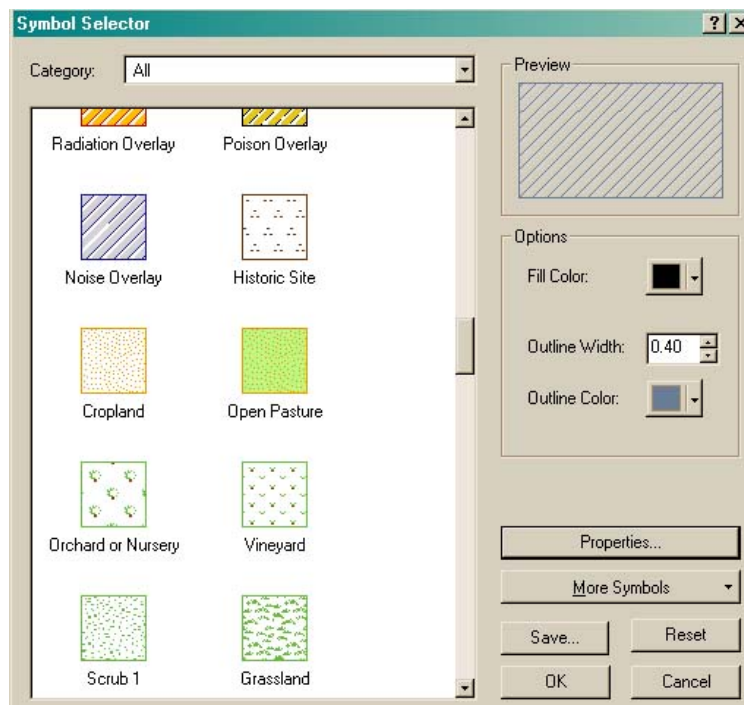 Symbol Selector
Category: All
Radiation Overlay Poison Overlay
Noise Overlay Historic Site
Cropland Open Pasture
Orchard or Nursery Vineyard
Scrub 1 Grassland
Preview
Options
Fill Color:
Outline Width: 0.40
Outline Color:
Properties...
More Symbols
Save... Reset
OK Cancel